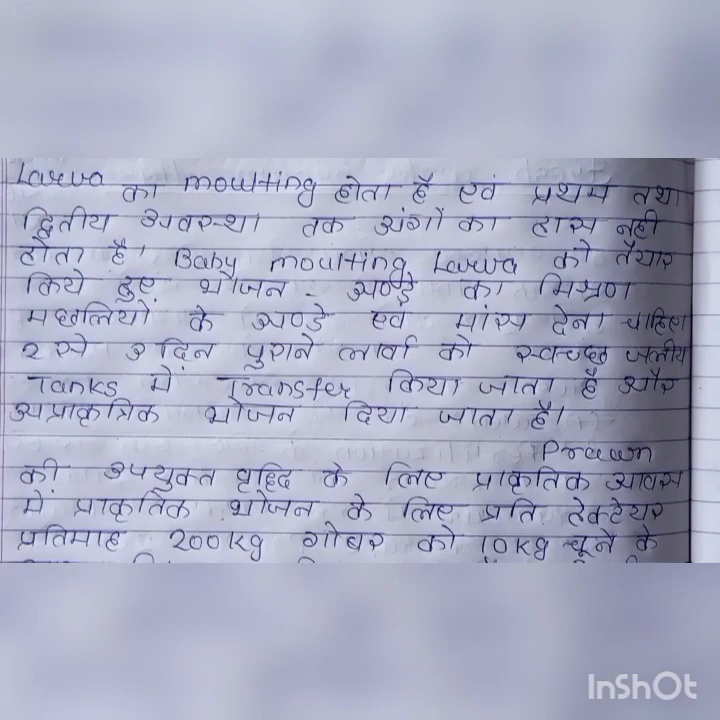 Larva का moulting होता है एवं प्रथम तथा
द्वितीय अवस्था तक अंगों का हास नही
होता है। Baby moulting Larva को तैयार
किये हुए भोजन - अण्डे का मिश्रण
मछलियों के अण्डे एवं मांस देना चाहिए
2 से 3 दिन पुराने लार्वा को स्वच्छ जलीय
Tanks में Transfer किया जाता है और
अप्राकृत्रिक भोजन दिया जाता है।
Prawn
की उपयुक्त वृद्दि के लिए प्राकृतिक आवास
में प्राकृतिक भोजन के लिए प्रति हेक्टेयर
प्रतिमाह 200kg गोबर को 10kg चूने के
InShOt